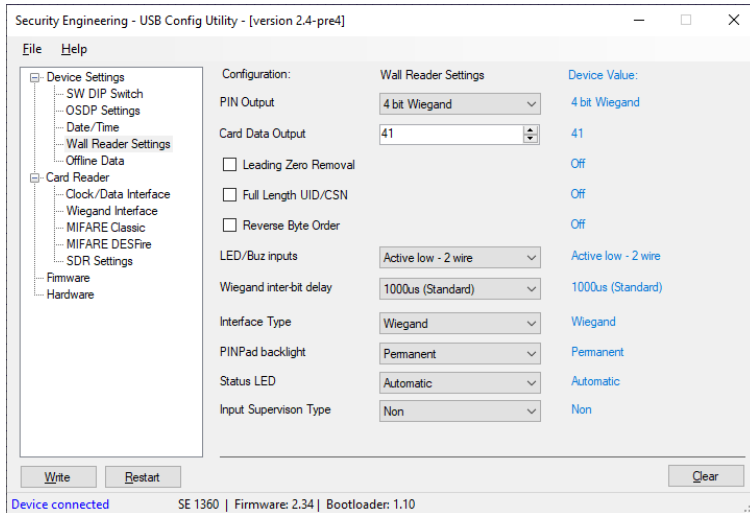 Security Engineering - USB Config Utility - [version 2.4-pre4]
File Help
Device Settings
SW DIP Switch
OSDP Settings
Date/Time
Wall Reader Settings
Offline Data
Card Reader
Clock/Data Interface
Wiegand Interface
MIFARE Classic
MIFARE DESFire
SDR Settings
Firmware
Hardware
Configuration: Wall Reader Settings Device Value:
PIN Output 4 bit Wiegand 4 bit Wiegand
Card Data Output 41 41
Leading Zero Removal Off
Full Length UID/CSN Off
Reverse Byte Order Off
LED/Buz inputs Active low - 2 wire Active low - 2 wire
Wiegand inter-bit delay 1000us (Standard) 1000us (Standard)
Interface Type Wiegand Wiegand
PINPad backlight Permanent Permanent
Status LED Automatic Automatic
Input Supervison Type Non Non
Write Restart Clear
Device connected SE 1360 | Firmware: 2.34 | Bootloader: 1.10